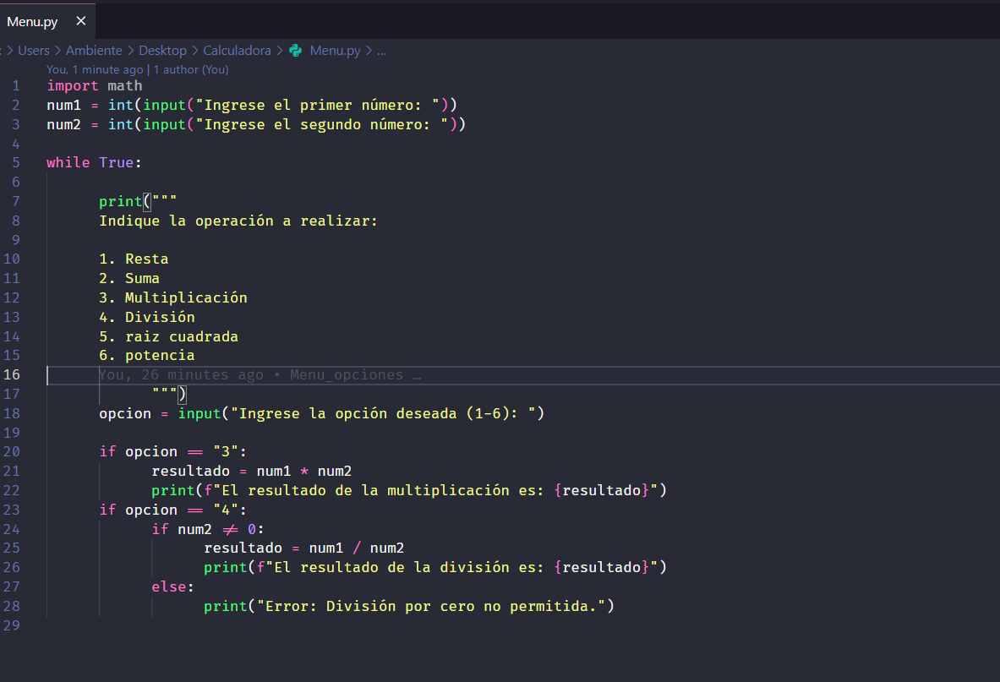 Menu.py ×
: > Users > Ambiente > Desktop > Calculadora > Menu.py > ...
You, 1 minute ago | 1 author (You)
1 import math
2 num1 = int(input("Ingrese el primer número: "))
3 num2 = int(input("Ingrese el segundo número: "))
4
5 while True:
6
7 print("""
8 Indique la operación a realizar:
9
10 1. Resta
11 2. Suma
12 3. Multiplicación
13 4. División
14 5. raiz cuadrada
15 6. potencia
16 You, 26 minutes ago • Menu_opciones …
17 """)
18 opcion = input("Ingrese la opción deseada (1-6): ")
19
20 if opcion == "3":
21 resultado = num1 * num2
22 print(f"El resultado de la multiplicación es: {resultado}")
23 if opcion == "4":
24 if num2 != 0:
25 resultado = num1 / num2
26 print(f"El resultado de la división es: {resultado}")
27 else:
28 print("Error: División por cero no permitida.")
29